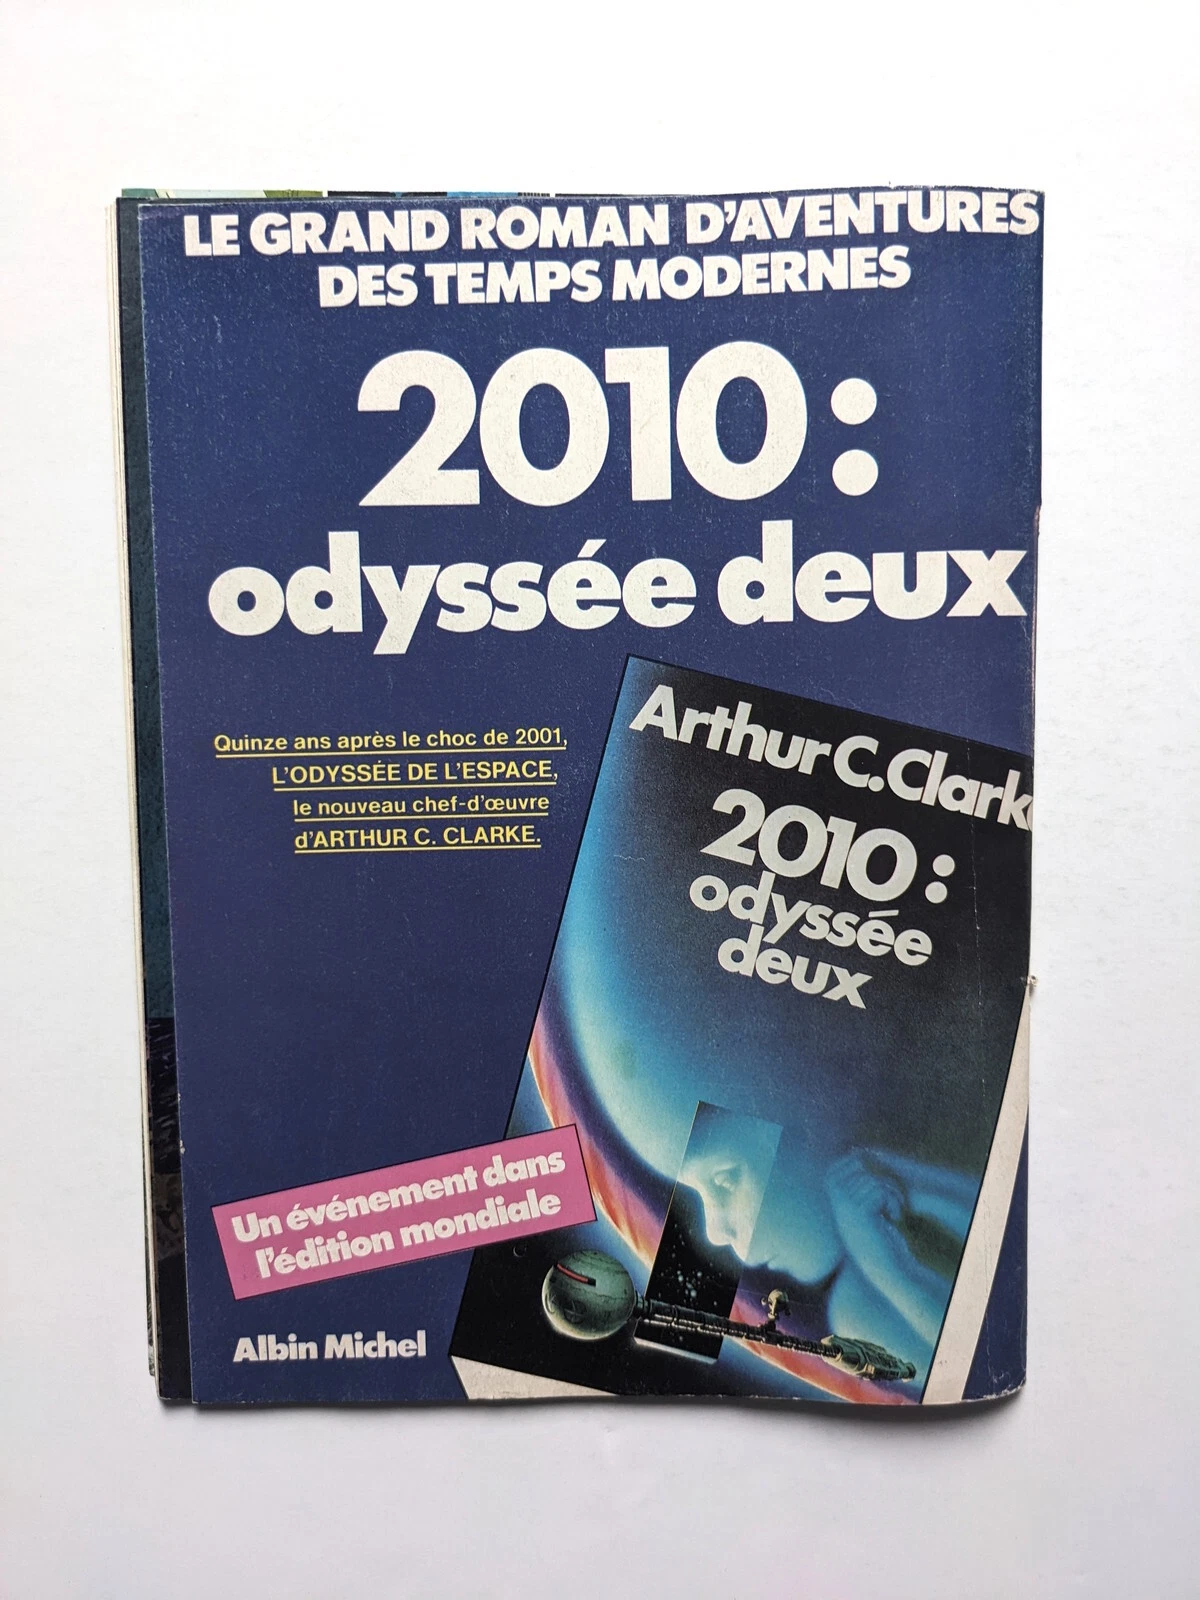 LE GRAND ROMAN D'AVENTURES
DES TEMPS MODERNES
2010:
odyssée deux
Quinze ans après le choc de 2001,
L'ODYSSÉE DE L'ESPACE,
le nouveau chef-d'œuvre
d'ARTHUR C. CLARKE.
Arthur C. Clarke
2010:
odyssée
deux
Un événement dans
l'édition mondiale
Albin Michel